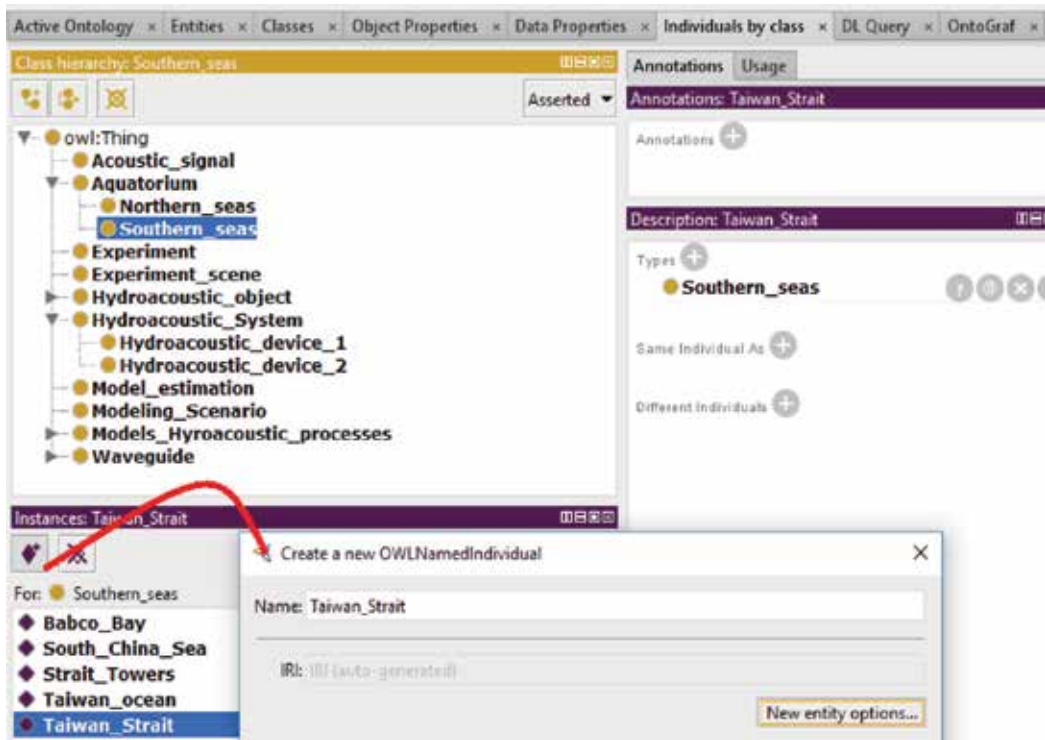 Active Ontology × Entities × Classes × Object Properties × Data Properties × Individuals by class × DL Query × OntoGraf ×
Class hierarchy: Southern_seas
Asserted
owl:Thing
Acoustic_signal
Aquatorium
Northern_seas
Southern_seas
Experiment
Experiment_scene
Hydroacoustic_object
Hydroacoustic_System
Hydroacoustic_device_1
Hydroacoustic_device_2
Model_estimation
Modeling_Scenario
Models_Hyroacoustic_processes
Waveguide
Annotations Usage
Annotations: Taiwan_Strait
Annotations
Description: Taiwan_Strait
Types
Southern_seas
Same Individual As
Different Individuals
Instances: Taiwan_Strait
For: Southern_seas
Babco_Bay
South_China_Sea
Strait_Towers
Taiwan_ocean
Taiwan_Strait
Create a new OWLNamedIndividual
Name: Taiwan_Strait
IRI: IRI (auto-generated)
New entity options...